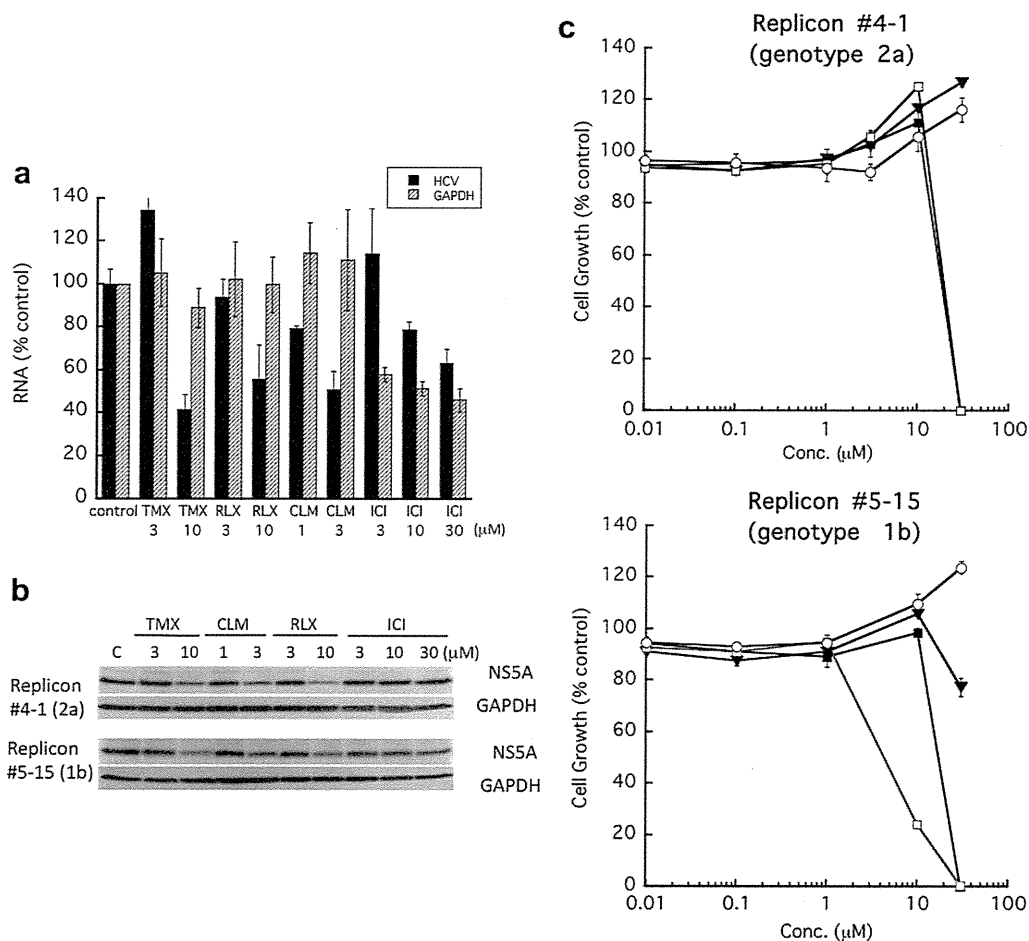 a
140
120
100
80
60
40
20
0
RNA (% control)
HCV
GAPDH
control TMX TMX RLX RLX CLM CLM ICI ICI ICI
3 10 3 10 1 3 3 10 30 (μM)
b
TMX CLM RLX ICI
C 3 10 1 3 3 10 3 10 30 (μM)
Replicon
#4-1 (2a)
NS5A
GAPDH
Replicon
#5-15 (1b)
NS5A
GAPDH
c
Replicon #4-1
(genotype 2a)
140
120
100
80
60
40
20
0
Cell Growth (% control)
0.01 0.1 1 10 100
Conc. (μM)
Replicon #5-15
(genotype 1b)
140
120
100
80
60
40
20
0
Cell Growth (% control)
0.01 0.1 1 10 100
Conc. (μM)